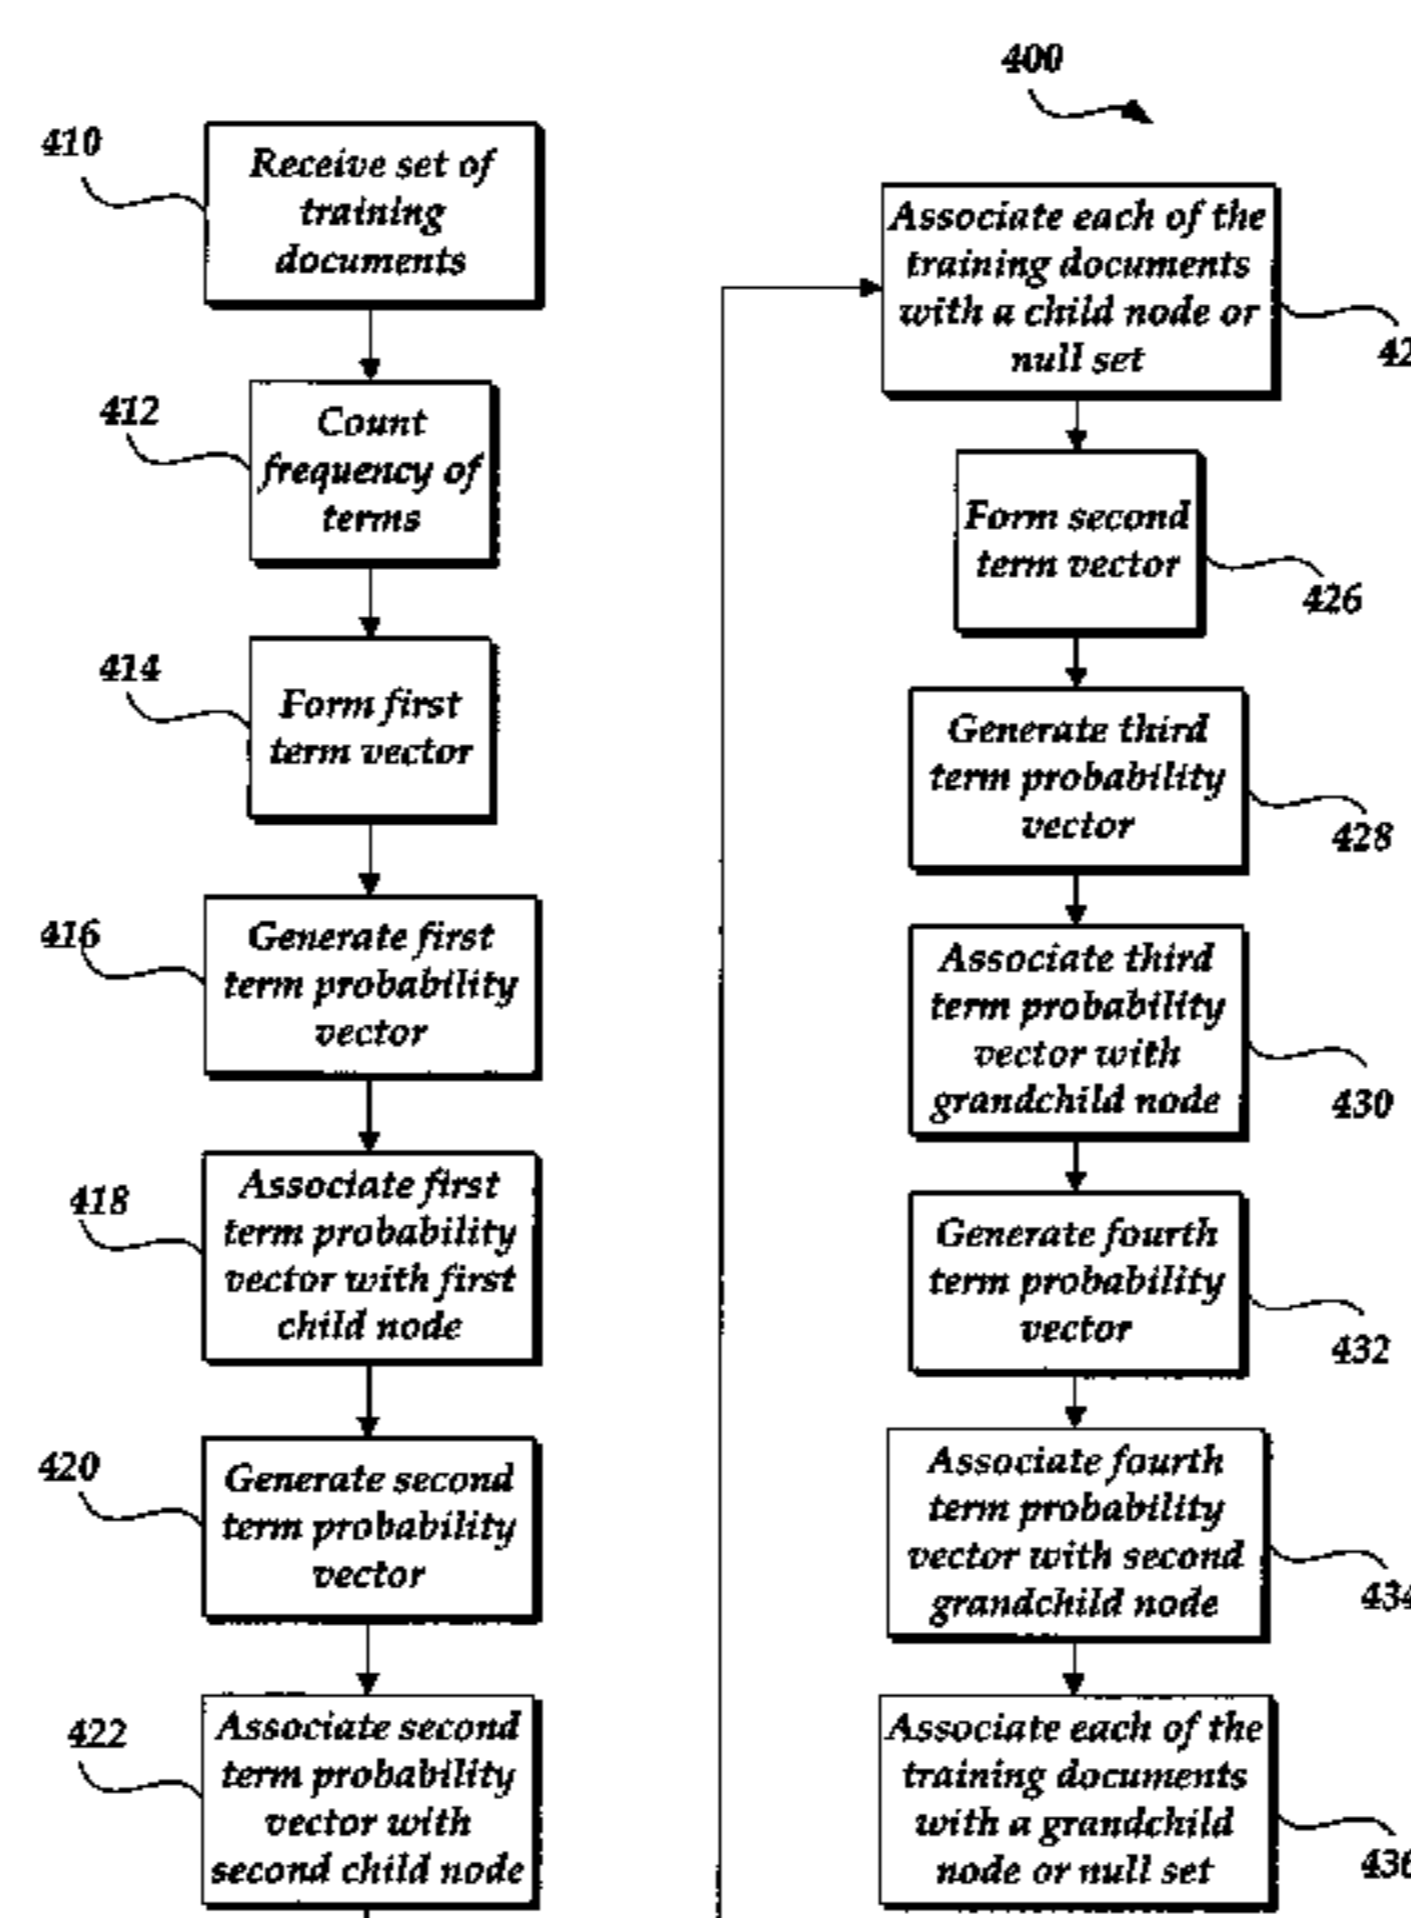 400
410
Receive set of
training
documents
412
Count
frequency of
terms
414
Form first
term vector
416
Generate first
term probability
vector
418
Associate first
term probability
vector with first
child node
420
Generate second
term probability
vector
422
Associate second
term probability
vector with
second child node
Associate each of the
training documents
with a child node or
null set
42
Form second
term vector
426
Generate third
term probability
vector
428
Associate third
term probability
vector with
grandchild node
430
Generate fourth
term probability
vector
432
Associate fourth
term probability
vector with second
grandchild node
434
Associate each of the
training documents
with a grandchild
node or null set
436